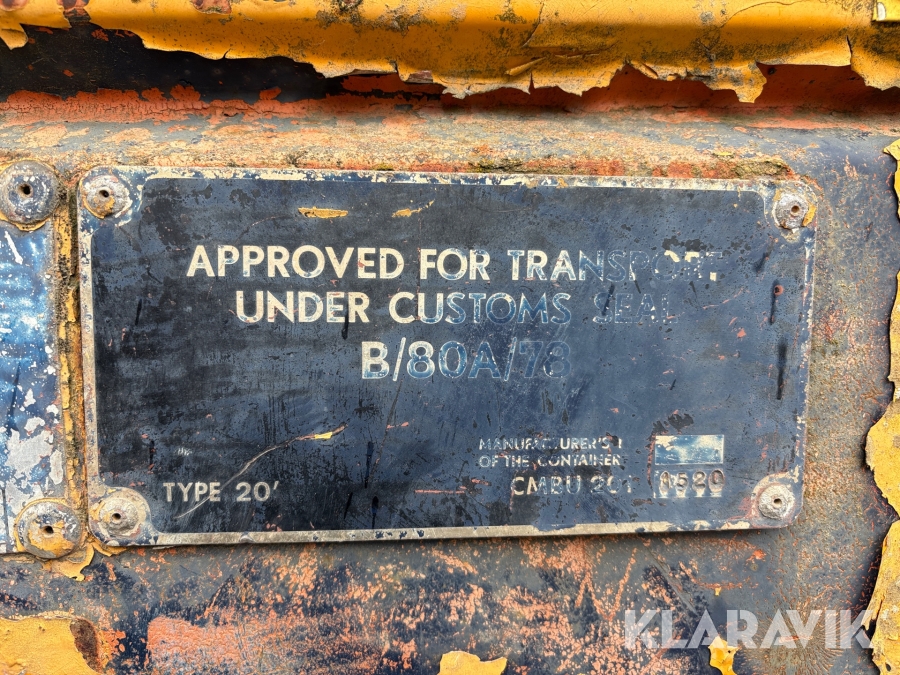 APPROVED FOR TRANSPORT
UNDER CUSTOMS SEAL
B/80A/78
MANUFACTURER'S
OF THE CONTAINER
TYPE 20'
CMBU
KLARAVIK